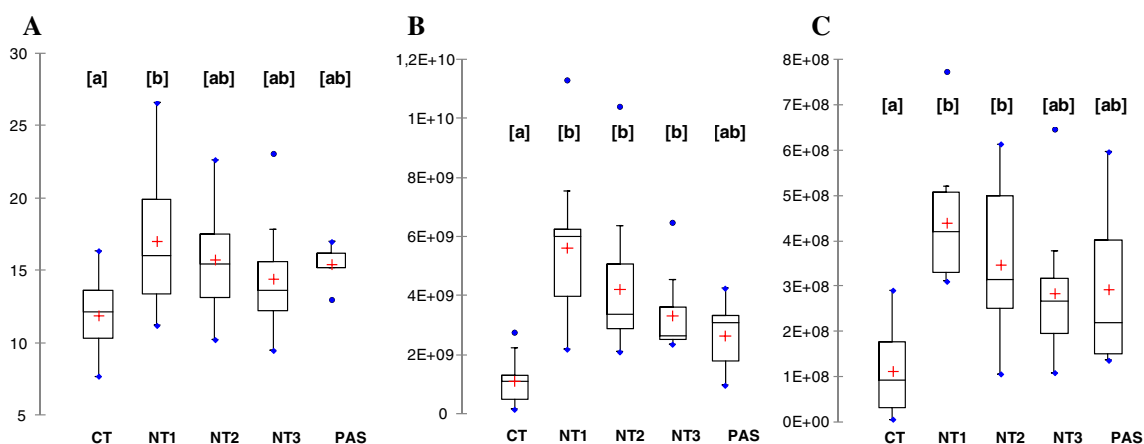 A
30
25
20
15
10
5
[a]
[b]
[ab]
[ab]
[ab]
CT
NT1
NT2
NT3
PAS
B
1,2E+10
1E+10
8E+09
6E+09
4E+09
2E+09
0
[a]
[b]
[b]
[b]
[ab]
CT
NT1
NT2
NT3
PAS
C
8E+08
7E+08
6E+08
5E+08
4E+08
3E+08
2E+08
1E+08
0E+00
[a]
[b]
[b]
[ab]
[ab]
CT
NT1
NT2
NT3
PAS